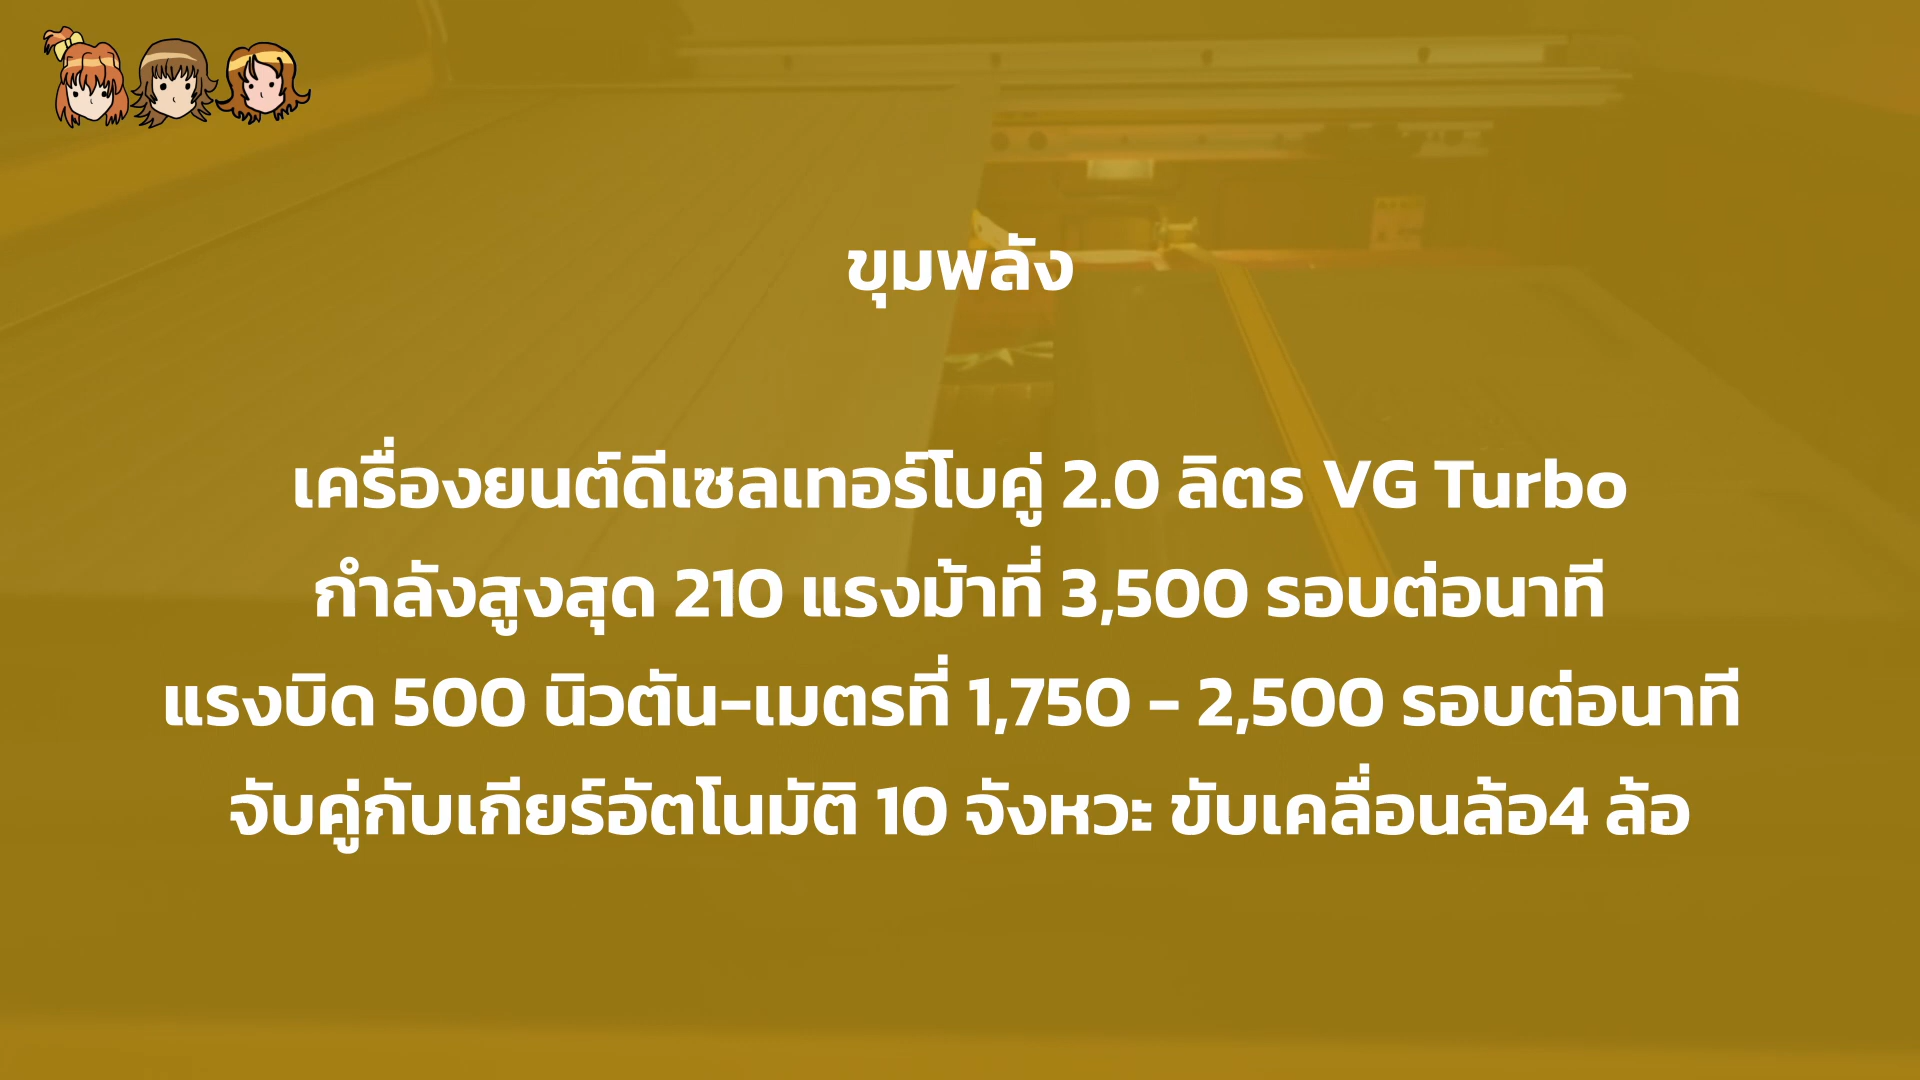 ขุมพลัง
เครื่องยนต์ดีเซลเทอร์โบคู่ 2.0 ลิตร VG Turbo
กำลังสูงสุด 210 แรงม้าที่ 3,500 รอบต่อนาที
แรงบิด 500 นิวตัน-เมตรที่ 1,750 - 2,500 รอบต่อนาที
จับคู่กับเกียร์อัตโนมัติ 10 จังหวะ ขับเคลื่อนล้อ4 ล้อ